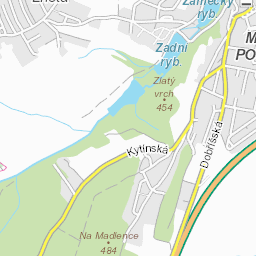 Zámecký
ryb.
Zadní
ryb.
Zlatý
vrch
454
Kytínská
Dobříšská
Na Madlence
484